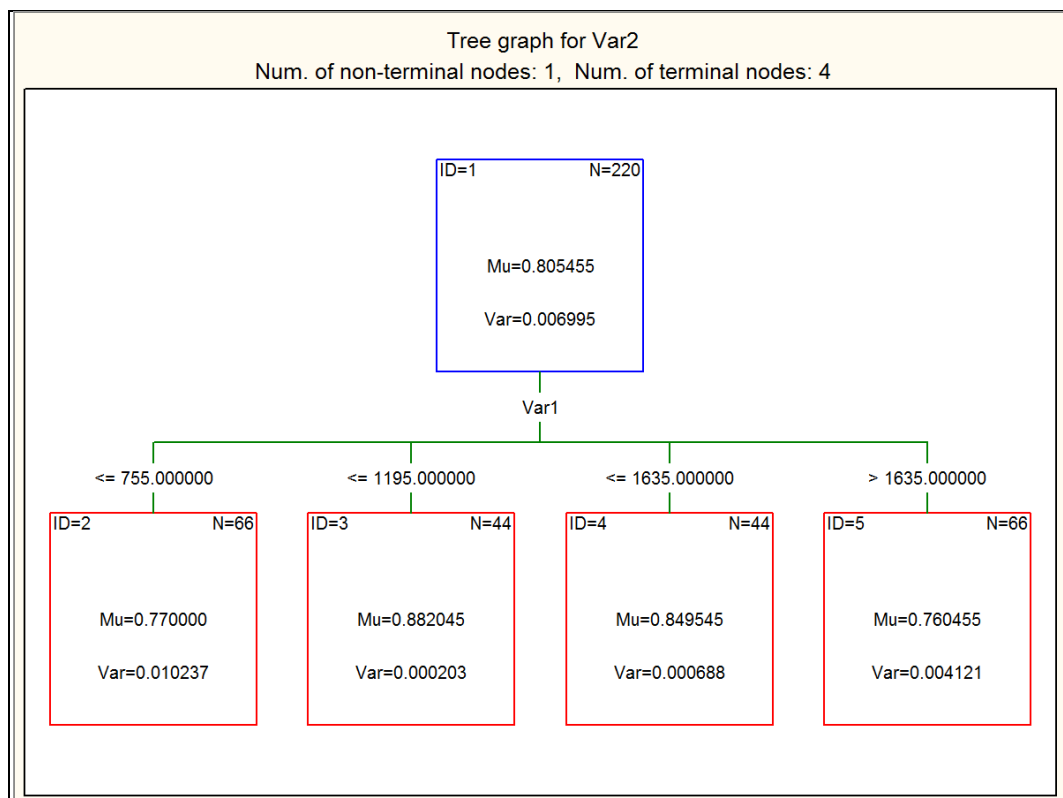 Tree graph for Var2
Num. of non-terminal nodes: 1,  Num. of terminal nodes: 4
ID=1 N=220
Mu=0.805455
Var=0.006995
Var1
<= 755.000000 <= 1195.000000 <= 1635.000000 > 1635.000000
ID=2 N=66 ID=3 N=44 ID=4 N=44 ID=5 N=66
Mu=0.770000 Mu=0.882045 Mu=0.849545 Mu=0.760455
Var=0.010237 Var=0.000203 Var=0.000688 Var=0.004121